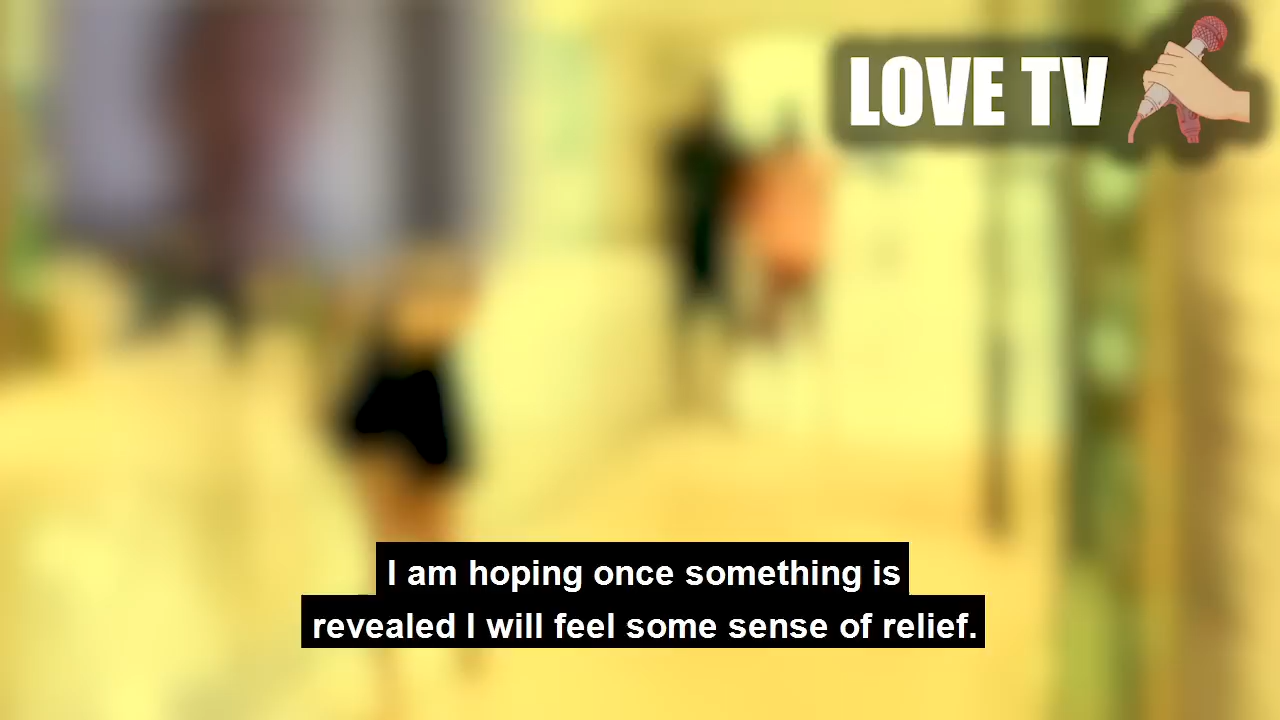 LOVE TV
I am hoping once something is
revealed I will feel some sense of relief.